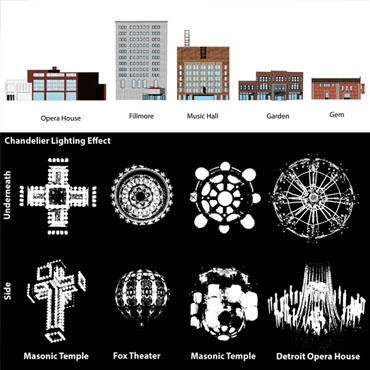 Opera House
Fillmore
Music Hall
Garden
Gem
Chandelier Lighting Effect
Underneath
Side
Masonic Temple
Fox Theater
Masonic Temple
Detroit Opera House